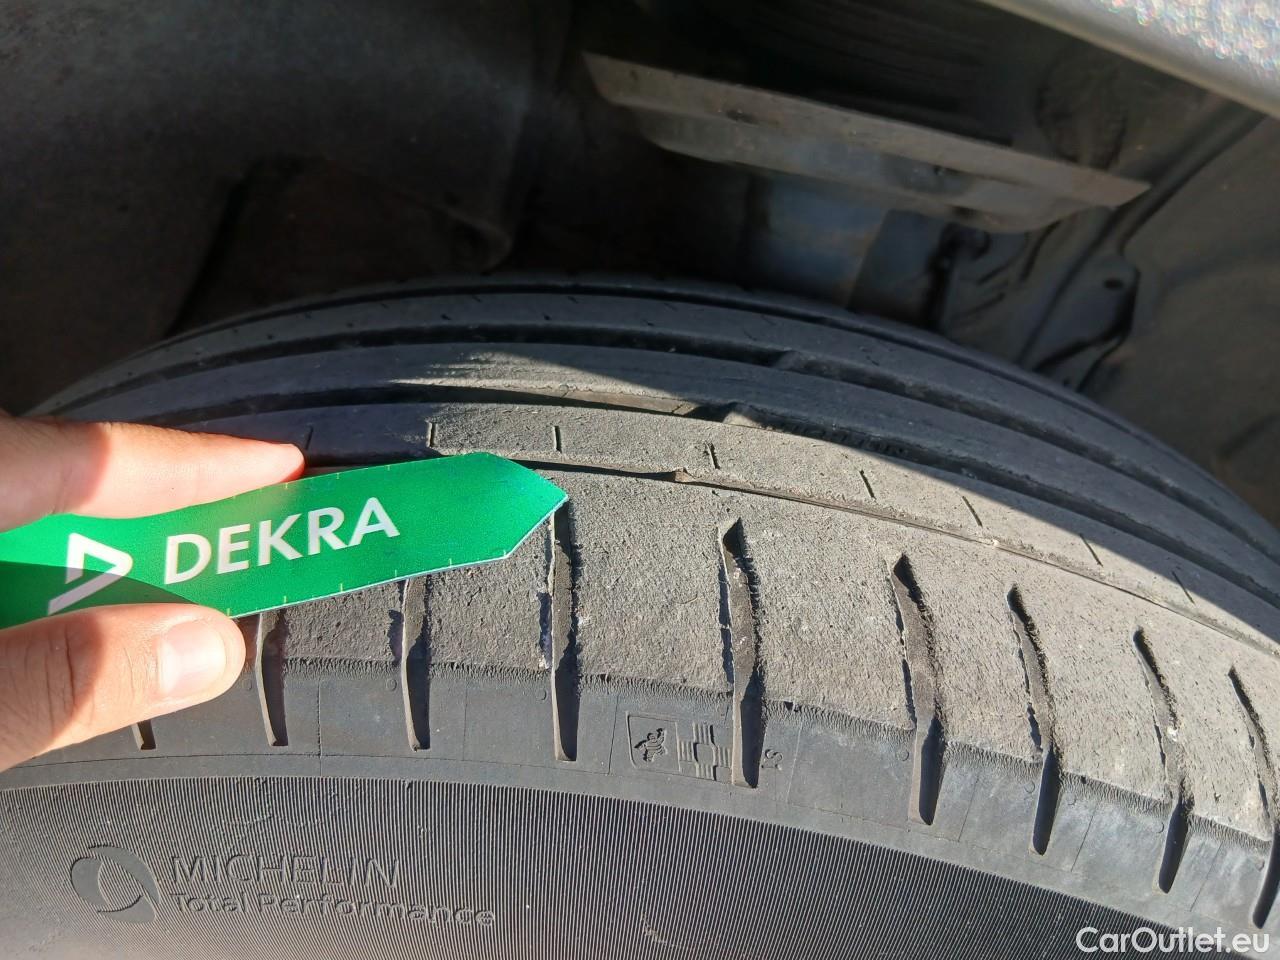 DEKRA
MICHELIN
Total Performance
CarOutlet.eu